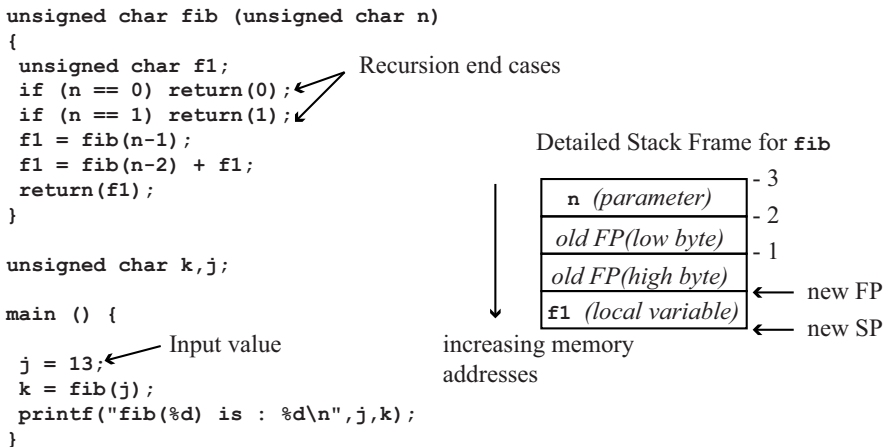 unsigned char fib (unsigned char n)
{
unsigned char f1;
if (n == 0) return(0);
if (n == 1) return(1);
Recursion end cases
f1 = fib(n-1);
f1 = fib(n-2) + f1;
return(f1);
}
unsigned char k,j;
main () {
j = 13;
Input value
k = fib(j);
printf("fib(%d) is : %d\n",j,k);
}
Detailed Stack Frame for fib
- 3
n (parameter)
- 2
old FP(low byte)
- 1
old FP(high byte)
new FP
f1 (local variable)
new SP
increasing memory
addresses